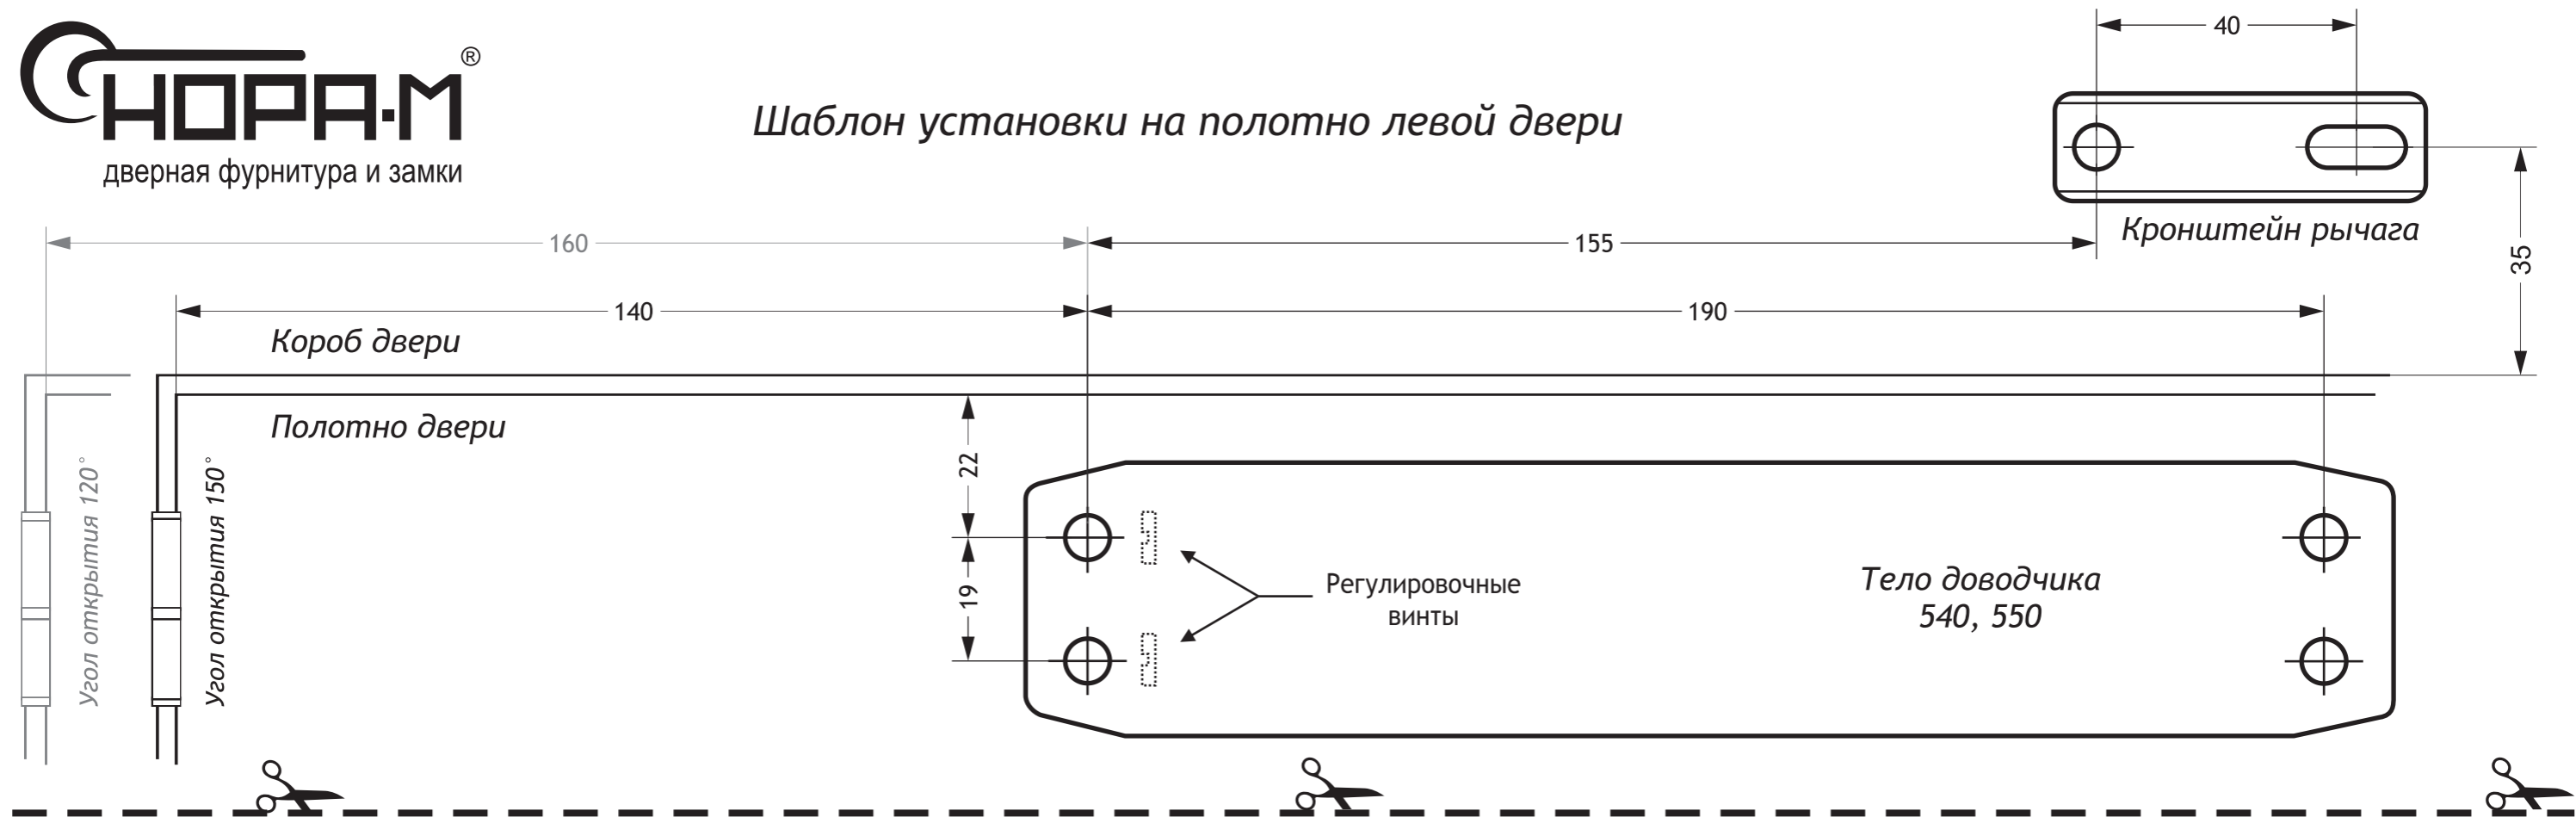 НОРА-М®
дверная фурнитура и замки
Шаблон установки на полотно левой двери
40
Кронштейн рычага
35
160
155
140
190
Короб двери
Полотно двери
Угол открытия 120°
Угол открытия 150°
22
19
Регулировочные
винты
Тело доводчика
540, 550